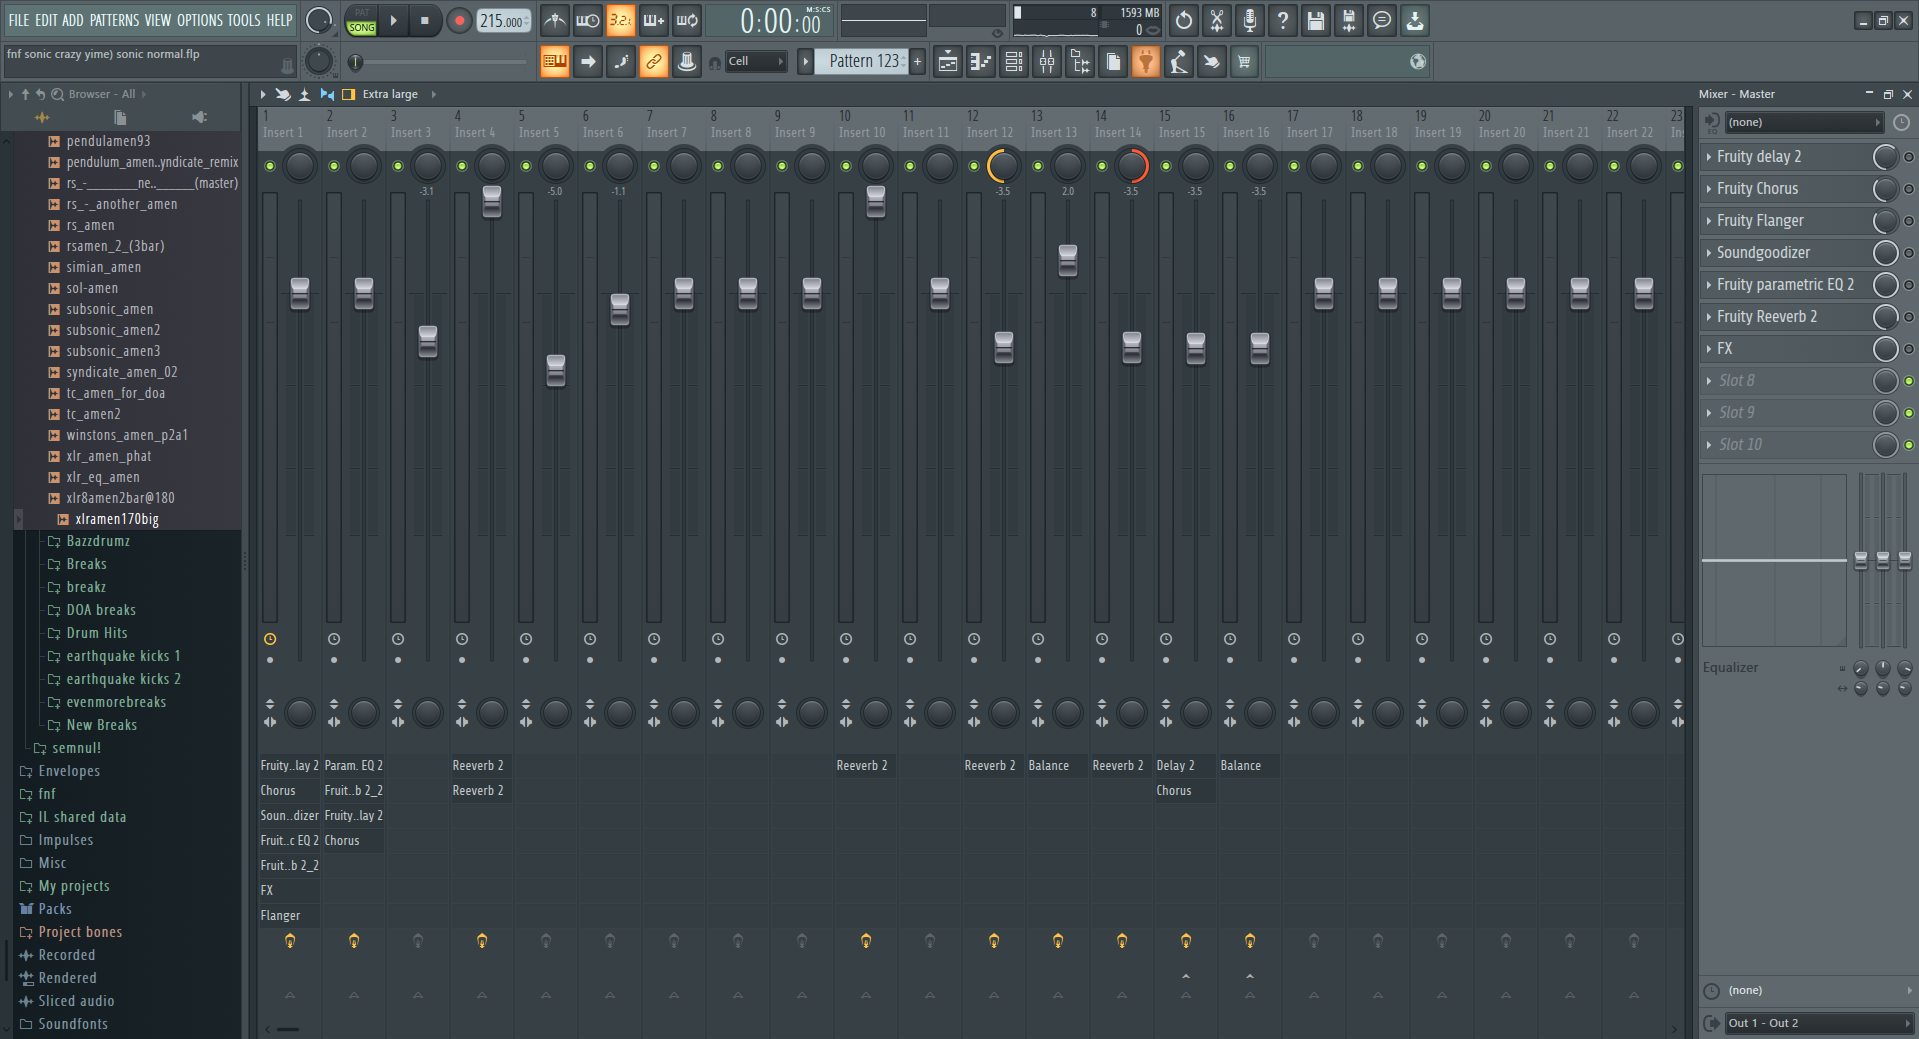 FILE EDIT ADD PATTERNS VIEW OPTIONS TOOLS HELP
PAT
SONG
215.000
3.2.
0:00:00
M:S:CS
8
1593 MB
0
fnf sonic crazy yime) sonic normal.flp
Cell
Pattern 123
Browser - All
Extra large
Mixer - Master
pendulamen93
pendulum_amen..yndicate_remix
rs_-_______ne.._____(master)
rs_-_another_amen
rs_amen
rsamen_2_(3bar)
simian_amen
sol-amen
subsonic_amen
subsonic_amen2
subsonic_amen3
syndicate_amen_02
tc_amen_for_doa
tc_amen2
winstons_amen_p2a1
xlr_amen_phat
xlr_eq_amen
xlr8amen2bar@180
xlramen170big
Bazzdrumz
Breaks
breakz
DOA breaks
Drum Hits
earthquake kicks 1
earthquake kicks 2
evenmorebreaks
New Breaks
semnul!
Envelopes
fnf
IL shared data
Impulses
Misc
My projects
Packs
Project bones
Recorded
Rendered
Sliced audio
Soundfonts
1 2 3 4 5 6 7 8 9 10 11 12 13 14 15 16 17 18 19 20 21 22 23
Insert 1 Insert 2 Insert 3 Insert 4 Insert 5 Insert 6 Insert 7 Insert 8 Insert 9 Insert 10 Insert 11 Insert 12 Insert 13 Insert 14 Insert 15 Insert 16 Insert 17 Insert 18 Insert 19 Insert 20 Insert 21 Insert 22 In
-3.1 -5.0 -1.1 -3.5 2.0 -3.5 -3.5 -3.5
Fruity..lay 2 Param. EQ 2 Reeverb 2 Reeverb 2 Reeverb 2 Balance Reeverb 2 Delay 2 Balance
Chorus Fruit..b 2_2 Reeverb 2 Chorus
Soun..dizer Fruity..lay 2
Fruit..c EQ 2 Chorus
Fruit..b 2_2
FX
Flanger
EQ
(none)
Fruity delay 2
Fruity Chorus
Fruity Flanger
Soundgoodizer
Fruity parametric EQ 2
Fruity Reeverb 2
FX
Slot 8
Slot 9
Slot 10
Equalizer
(none)
Out 1 - Out 2